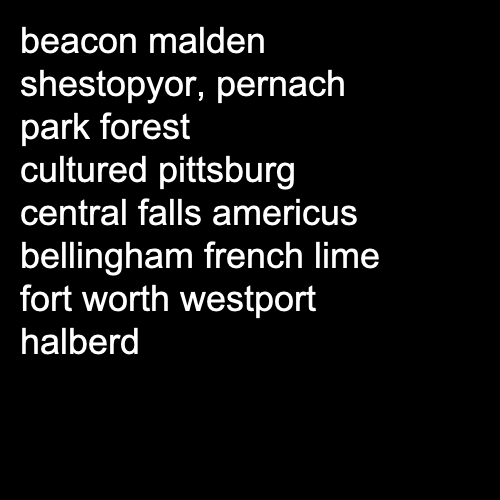 beacon malden
shestopyor, pernach
park forest
cultured pittsburg
central falls americus
bellingham french lime
fort worth westport
halberd